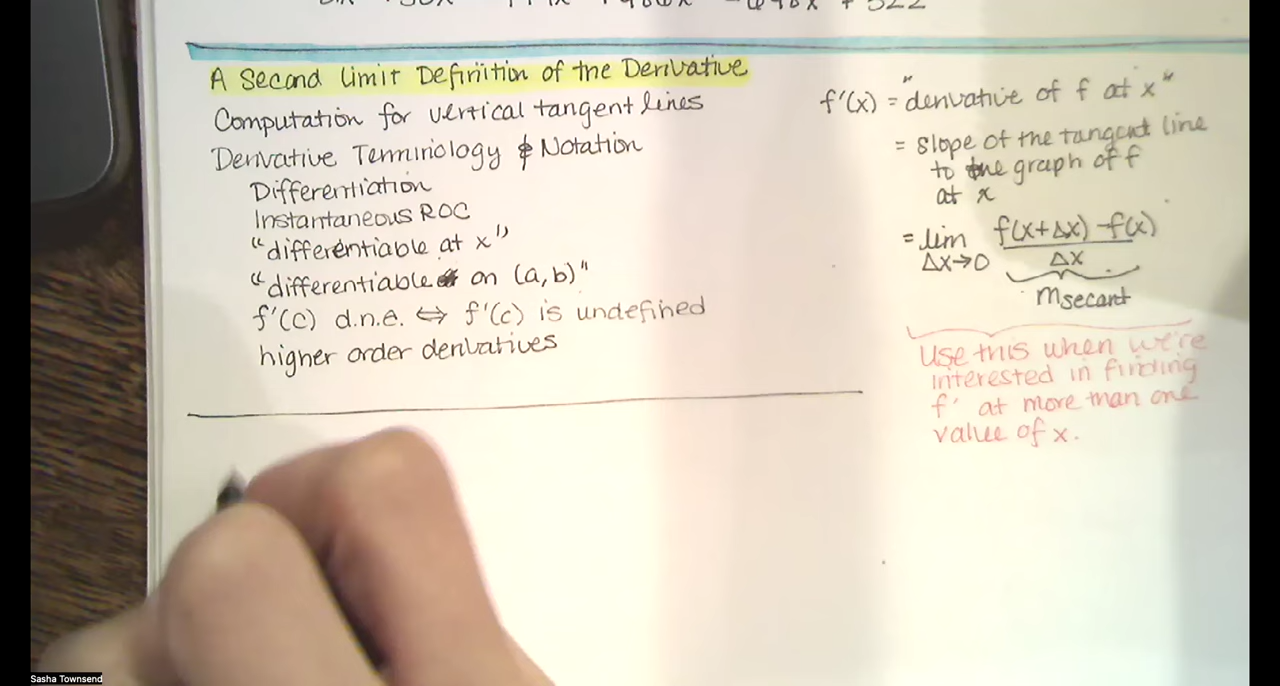 A Second Limit Definition of the Derivative
Computation for vertical tangent lines
Derivative Terminology & Notation
Differentiation
Instantaneous ROC
"differentiable at x"
"differentiable on (a,b)"
f'(c) d.n.e. ⇔ f'(c) is undefined
higher order derivatives
f'(x) = "derivative of f at x"
= slope of the tangent line
to the graph of f
at x
= lim Δx→0 f(x+Δx)-f(x) / Δx
msecant
Use this when we're
interested in finding
f' at more than one
value of x.
Sasha Townsend